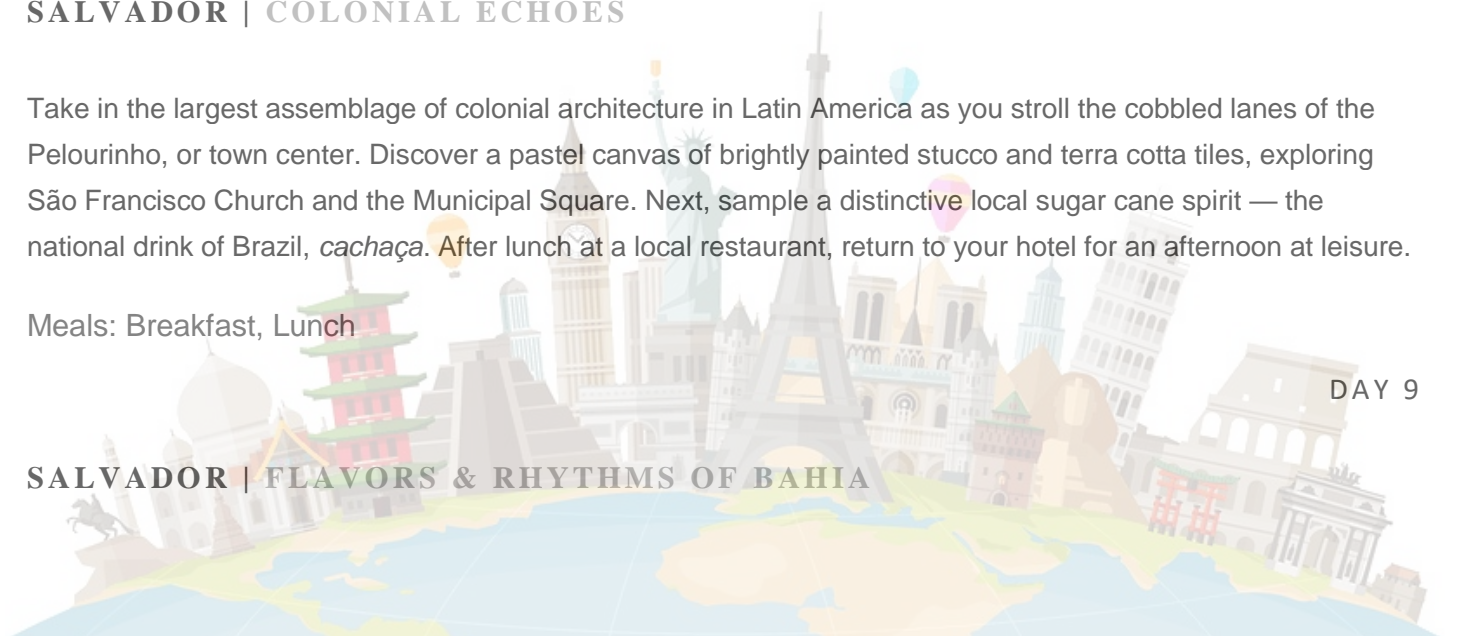 SALVADOR | COLONIAL ECHOES
Take in the largest assemblage of colonial architecture in Latin America as you stroll the cobbled lanes of the
Pelourinho, or town center. Discover a pastel canvas of brightly painted stucco and terra cotta tiles, exploring
São Francisco Church and the Municipal Square. Next, sample a distinctive local sugar cane spirit — the
national drink of Brazil, cachaça. After lunch at a local restaurant, return to your hotel for an afternoon at leisure.
Meals: Breakfast, Lunch
DAY 9
SALVADOR | FLAVORS & RHYTHMS OF BAHIA